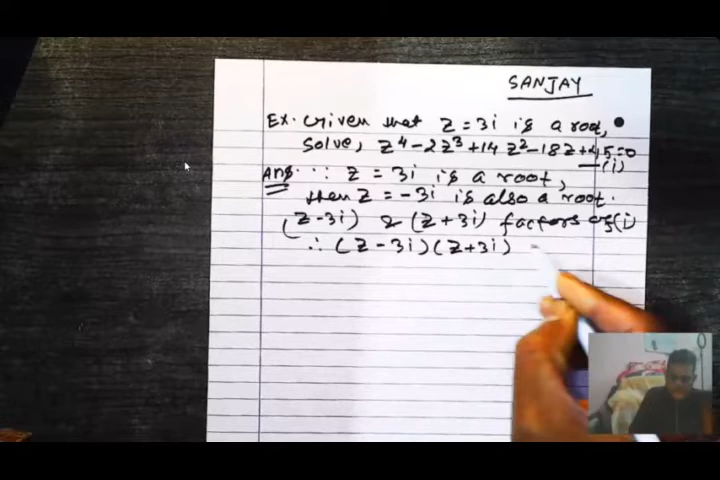 SANJAY
Ex. Given that z = 3i is a root,
Solve, z⁴ - 2z³ + 14z² - 18z + 45 = 0
—(i)
Ans ∵ z = 3i is a root,
then z = -3i is also a root.
(z - 3i) & (z + 3i) factors of (i)
∴ (z - 3i)(z + 3i)